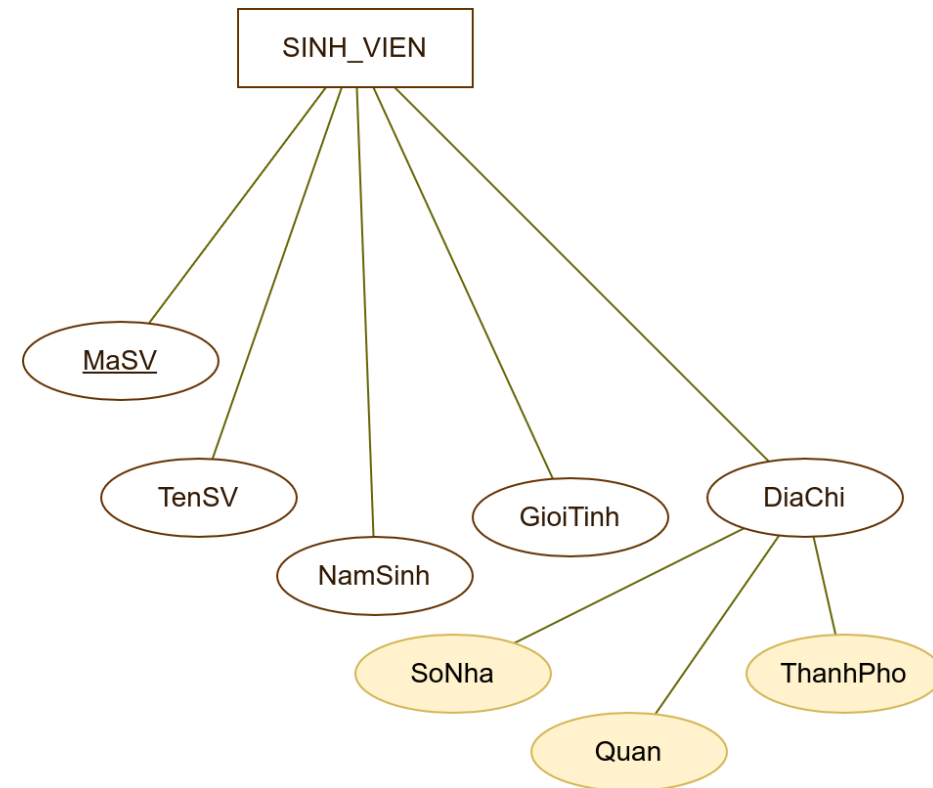 SINH_VIEN
MaSV
TenSV
NamSinh
GioiTinh
DiaChi
SoNha
Quan
ThanhPho